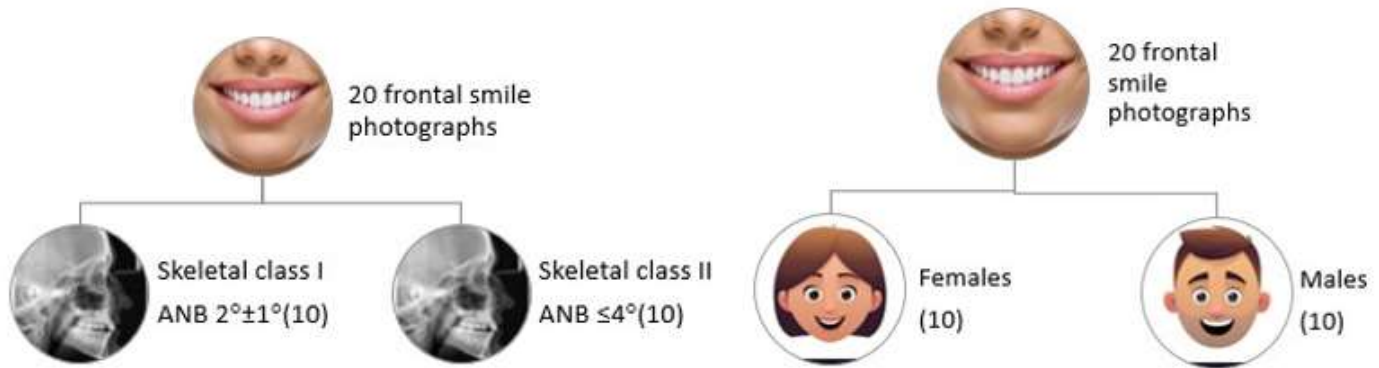 20 frontal smile
photographs
Skeletal class I
ANB 2°±1°(10)
Skeletal class II
ANB ≤4°(10)
20 frontal
smile
photographs
Females
(10)
Males
(10)